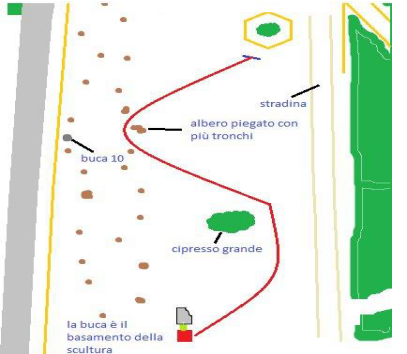 stradina
albero piegato con
più tronchi
buca 10
cipresso grande
la buca è il
basamento della
scultura